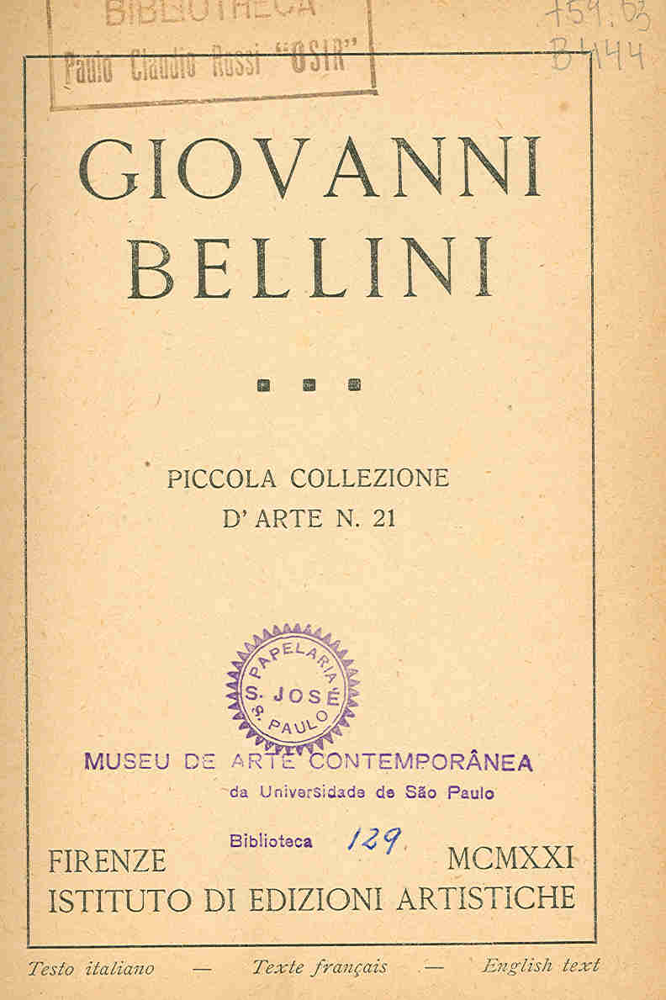 BIBLIOTHECA
Paulo Claudio Rossi "OSIR"
759.53
B4144
GIOVANNI
BELLINI
PICCOLA COLLEZIONE
D'ARTE N. 21
PAPELARIA
S. JOSÉ
S. PAULO
MUSEU DE ARTE CONTEMPORÂNEA
da Universidade de São Paulo
Biblioteca 129
FIRENZE MCMXXI
ISTITUTO DI EDIZIONI ARTISTICHE
Testo italiano — Texte français — English text